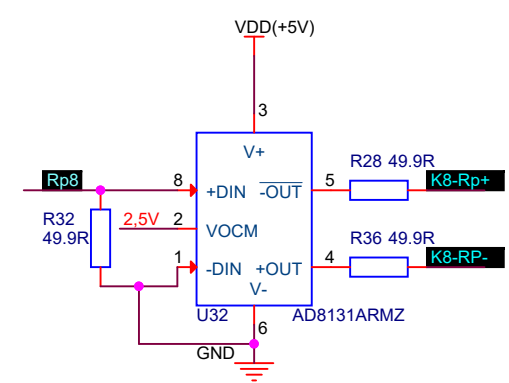 VDD(+5V)
3
V+
Rp8
8
+DIN
-OUT
5
R28 49.9R
K8-Rp+
R32
49.9R
2,5V
2
VOCM
1
-DIN
+OUT
4
R36 49.9R
K8-RP-
V-
U32
AD8131ARMZ
6
GND